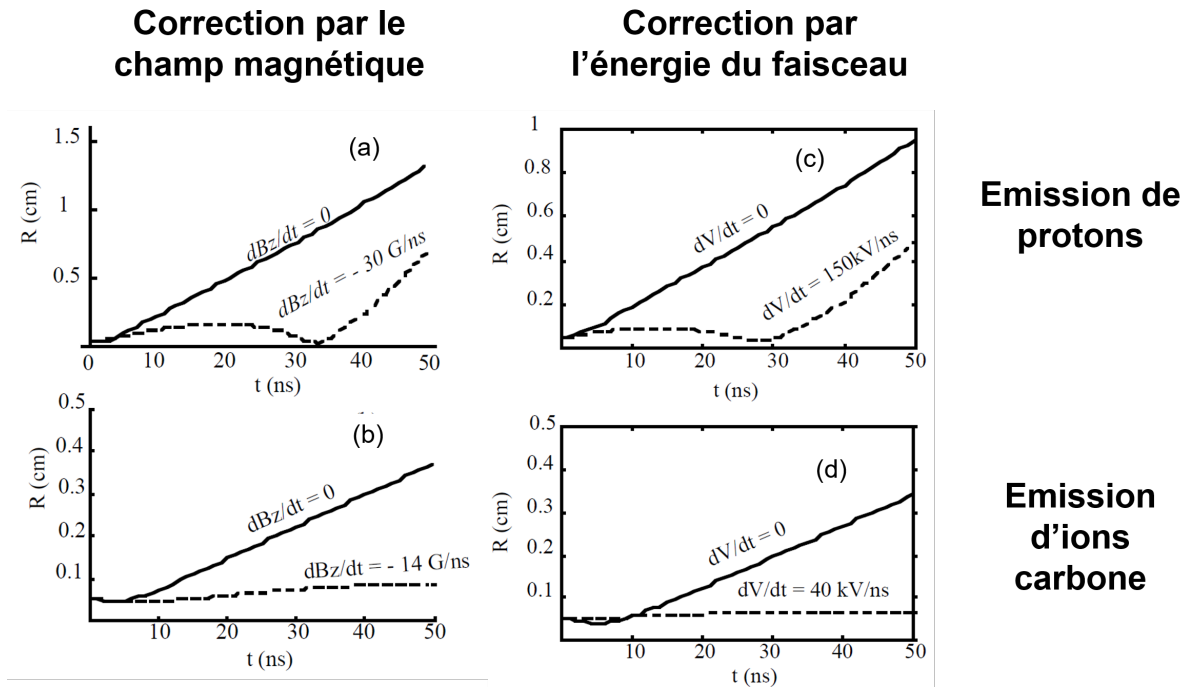 Correction par le
champ magnétique
Correction par
l’énergie du faisceau
1.5
1
0.5
0
10
20
30
40
50
R (cm)
t (ns)
(a)
dBz/dt = 0
dBz/dt = - 30 G/ns
1
0.8
0.6
0.4
0.2
10
20
30
40
50
R (cm)
t (ns)
(c)
dV/dt = 0
dV/dt = 150kV/ns
Emission de
protons
0.5
0.4
0.3
0.2
0.1
10
20
30
40
50
R (cm)
t (ns)
(b)
dBz/dt = 0
dBz/dt = - 14 G/ns
0.5
0.4
0.3
0.2
0.1
10
20
30
40
50
R (cm)
t (ns)
(d)
dV/dt = 0
dV/dt = 40 kV/ns
Emission
d’ions
carbone